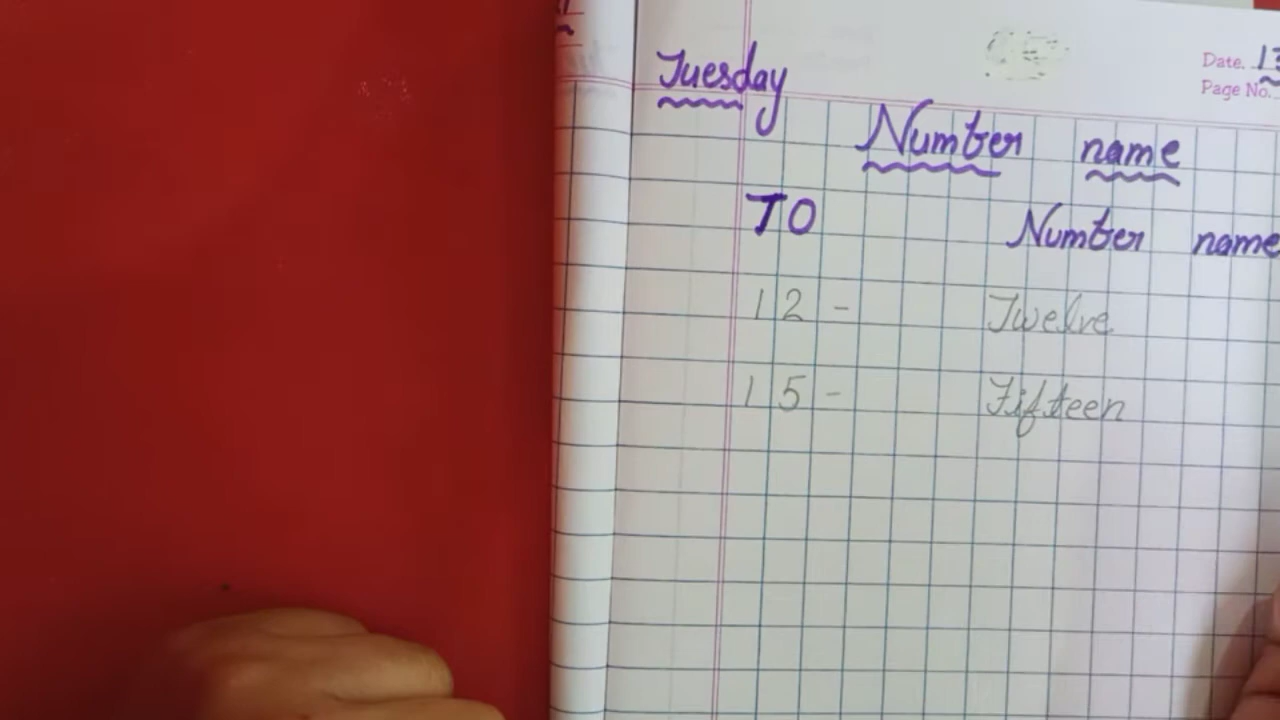 Tuesday
Date. 13
Page No.
Number name
TO Number name
12 - Twelve
15 - Fifteen